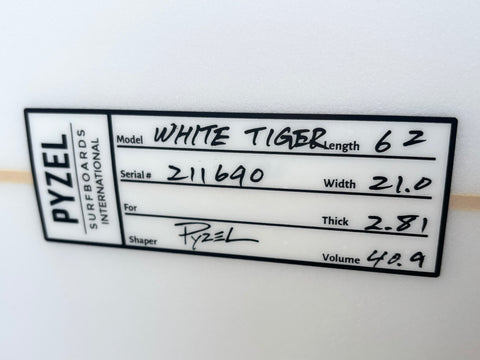 PYZEL
SURFBOARDS
INTERNATIONAL
Model WHITE TIGER Length 6 2
Serial# 211690 Width 21.0
For Thick 2.81
Shaper PYZEL Volume 40.9